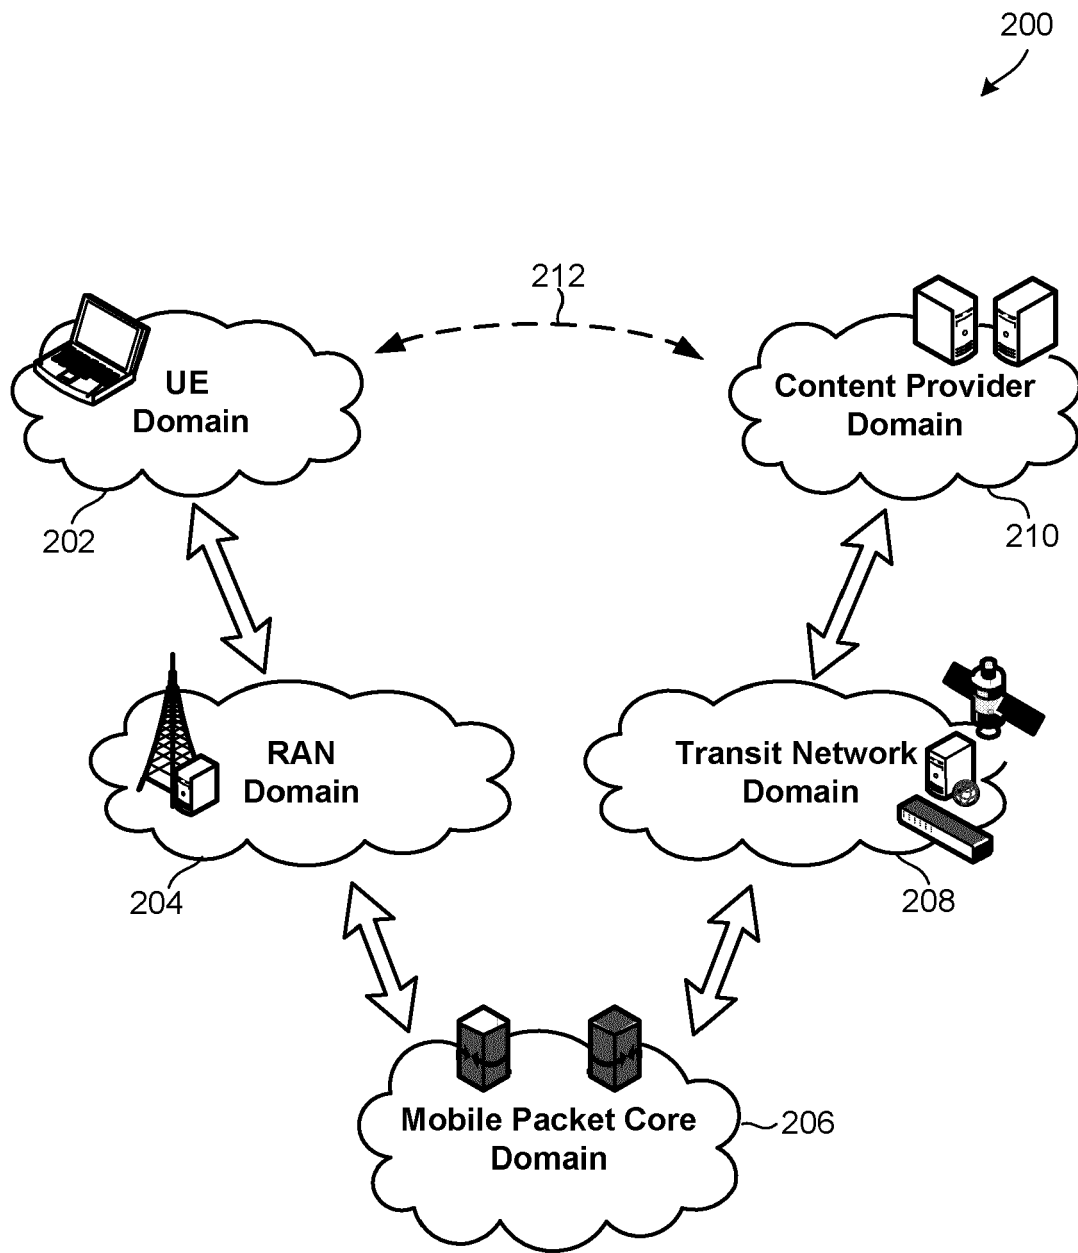 200
212
UE
Domain
Content Provider
Domain
202
210
RAN
Domain
Transit Network
Domain
204
208
Mobile Packet Core
Domain
206